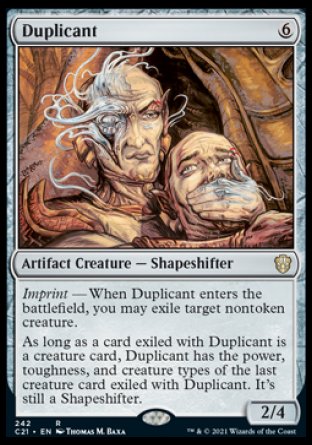 Duplicant 6
Artifact Creature — Shapeshifter
Imprint — When Duplicant enters the
battlefield, you may exile target nontoken
creature.
As long as a card exiled with Duplicant is
a creature card, Duplicant has the power,
toughness, and creature types of the last
creature card exiled with Duplicant. It's
still a Shapeshifter.
2/4
242 R
C21 • EN THOMAS M. BAXA
™ & © 2021 Wizards of the Coast